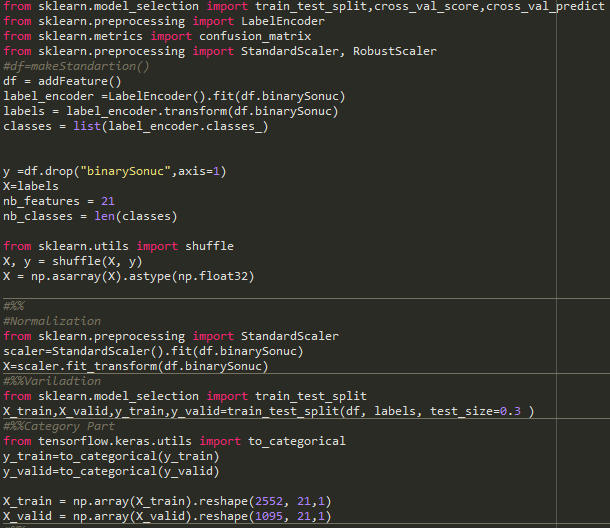 from sklearn.model_selection import train_test_split,cross_val_score,cross_val_predict
from sklearn.preprocessing import LabelEncoder
from sklearn.metrics import confusion_matrix
from sklearn.preprocessing import StandardScaler, RobustScaler
#df=makeStandartion()
df = addFeature()
label_encoder =LabelEncoder().fit(df.binarySonuc)
labels = label_encoder.transform(df.binarySonuc)
classes = list(label_encoder.classes_)
y =df.drop("binarySonuc",axis=1)
X=labels
nb_features = 21
nb_classes = len(classes)
from sklearn.utils import shuffle
X, y = shuffle(X, y)
X = np.asarray(X).astype(np.float32)
#%%
#Normalization
from sklearn.preprocessing import StandardScaler
scaler=StandardScaler().fit(df.binarySonuc)
X=scaler.fit_transform(df.binarySonuc)
#%%Variladtion
from sklearn.model_selection import train_test_split
X_train,X_valid,y_train,y_valid=train_test_split(df, labels, test_size=0.3 )
#%%Category Part
from tensorflow.keras.utils import to_categorical
y_train=to_categorical(y_train)
y_valid=to_categorical(y_valid)
X_train = np.array(X_train).reshape(2552, 21,1)
X_valid = np.array(X_valid).reshape(1095, 21,1)